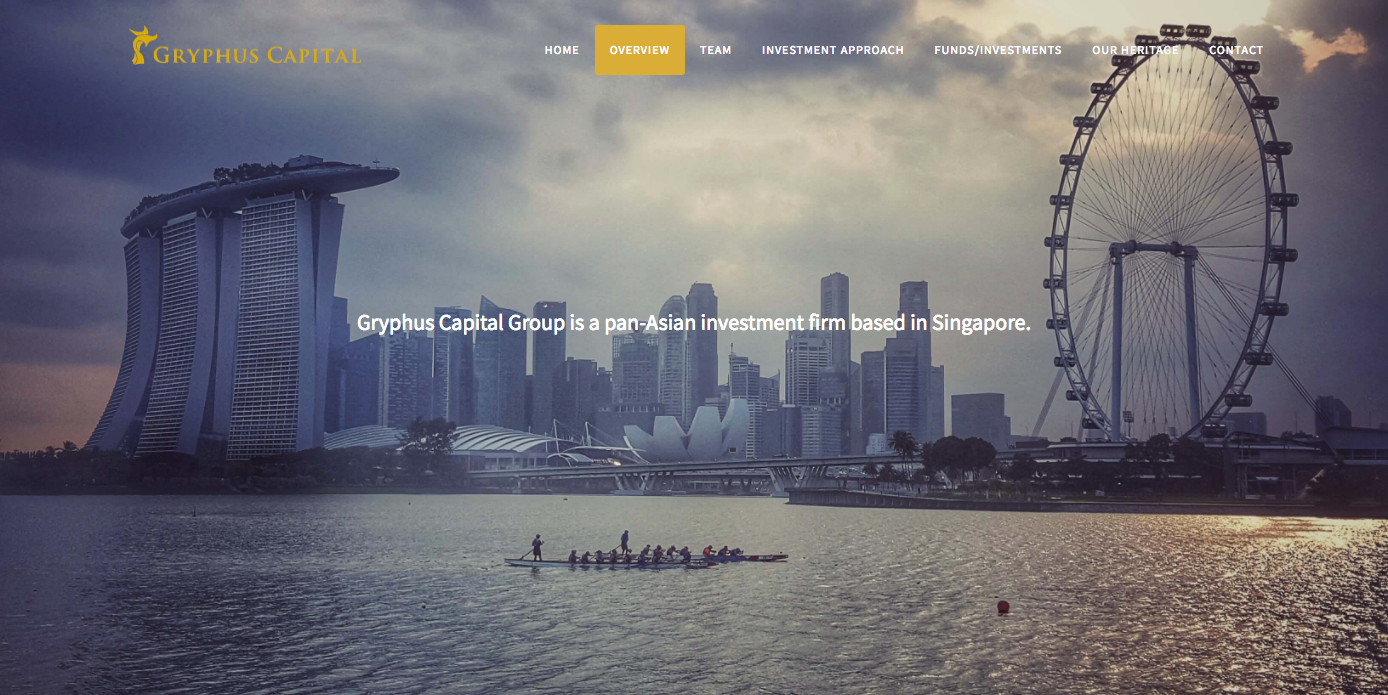 GRYPHUS CAPITAL
HOME OVERVIEW TEAM INVESTMENT APPROACH FUNDS/INVESTMENTS OUR HERITAGE CONTACT
Gryphus Capital Group is a pan-Asian investment firm based in Singapore.